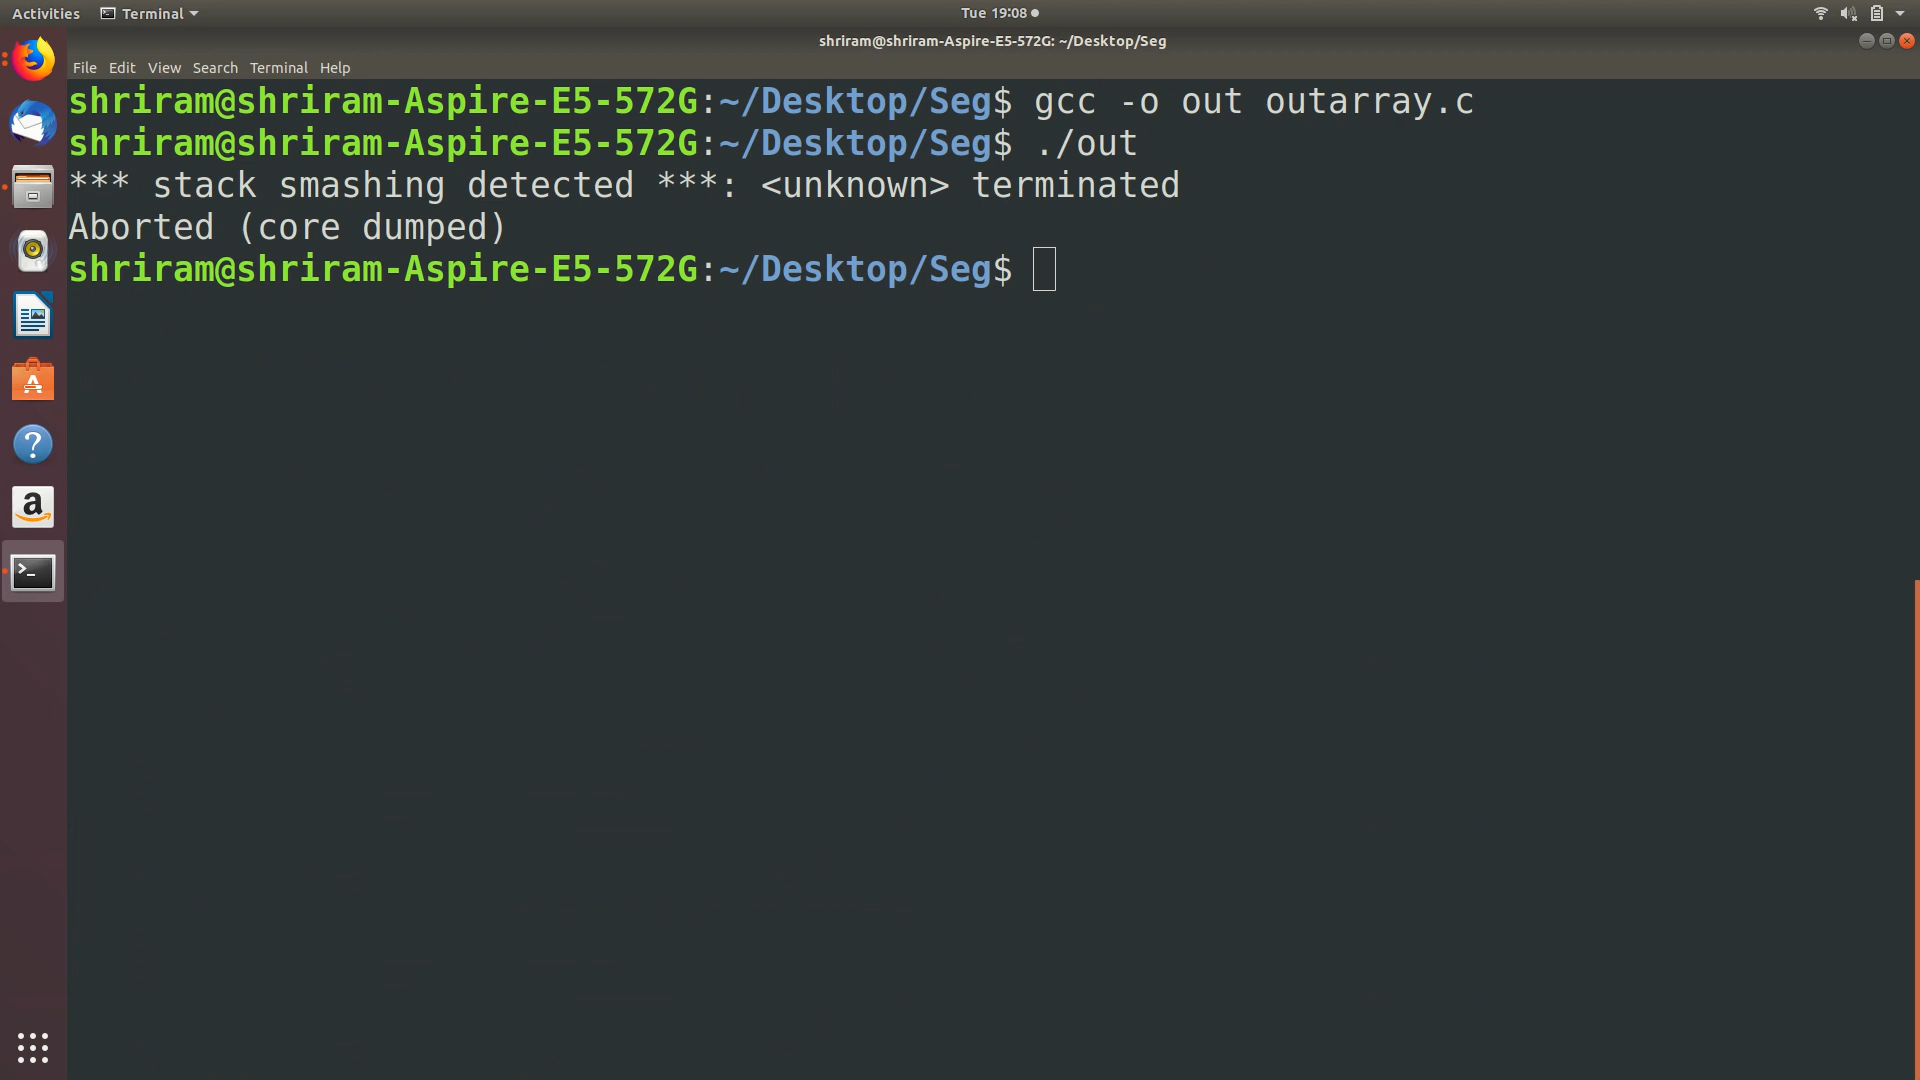 Activities Terminal Tue 19:08
shriram@shriram-Aspire-E5-572G: ~/Desktop/Seg
File Edit View Search Terminal Help
shriram@shriram-Aspire-E5-572G:~/Desktop/Seg$ gcc -o out outarray.c
shriram@shriram-Aspire-E5-572G:~/Desktop/Seg$ ./out
*** stack smashing detected ***: <unknown> terminated
Aborted (core dumped)
shriram@shriram-Aspire-E5-572G:~/Desktop/Seg$